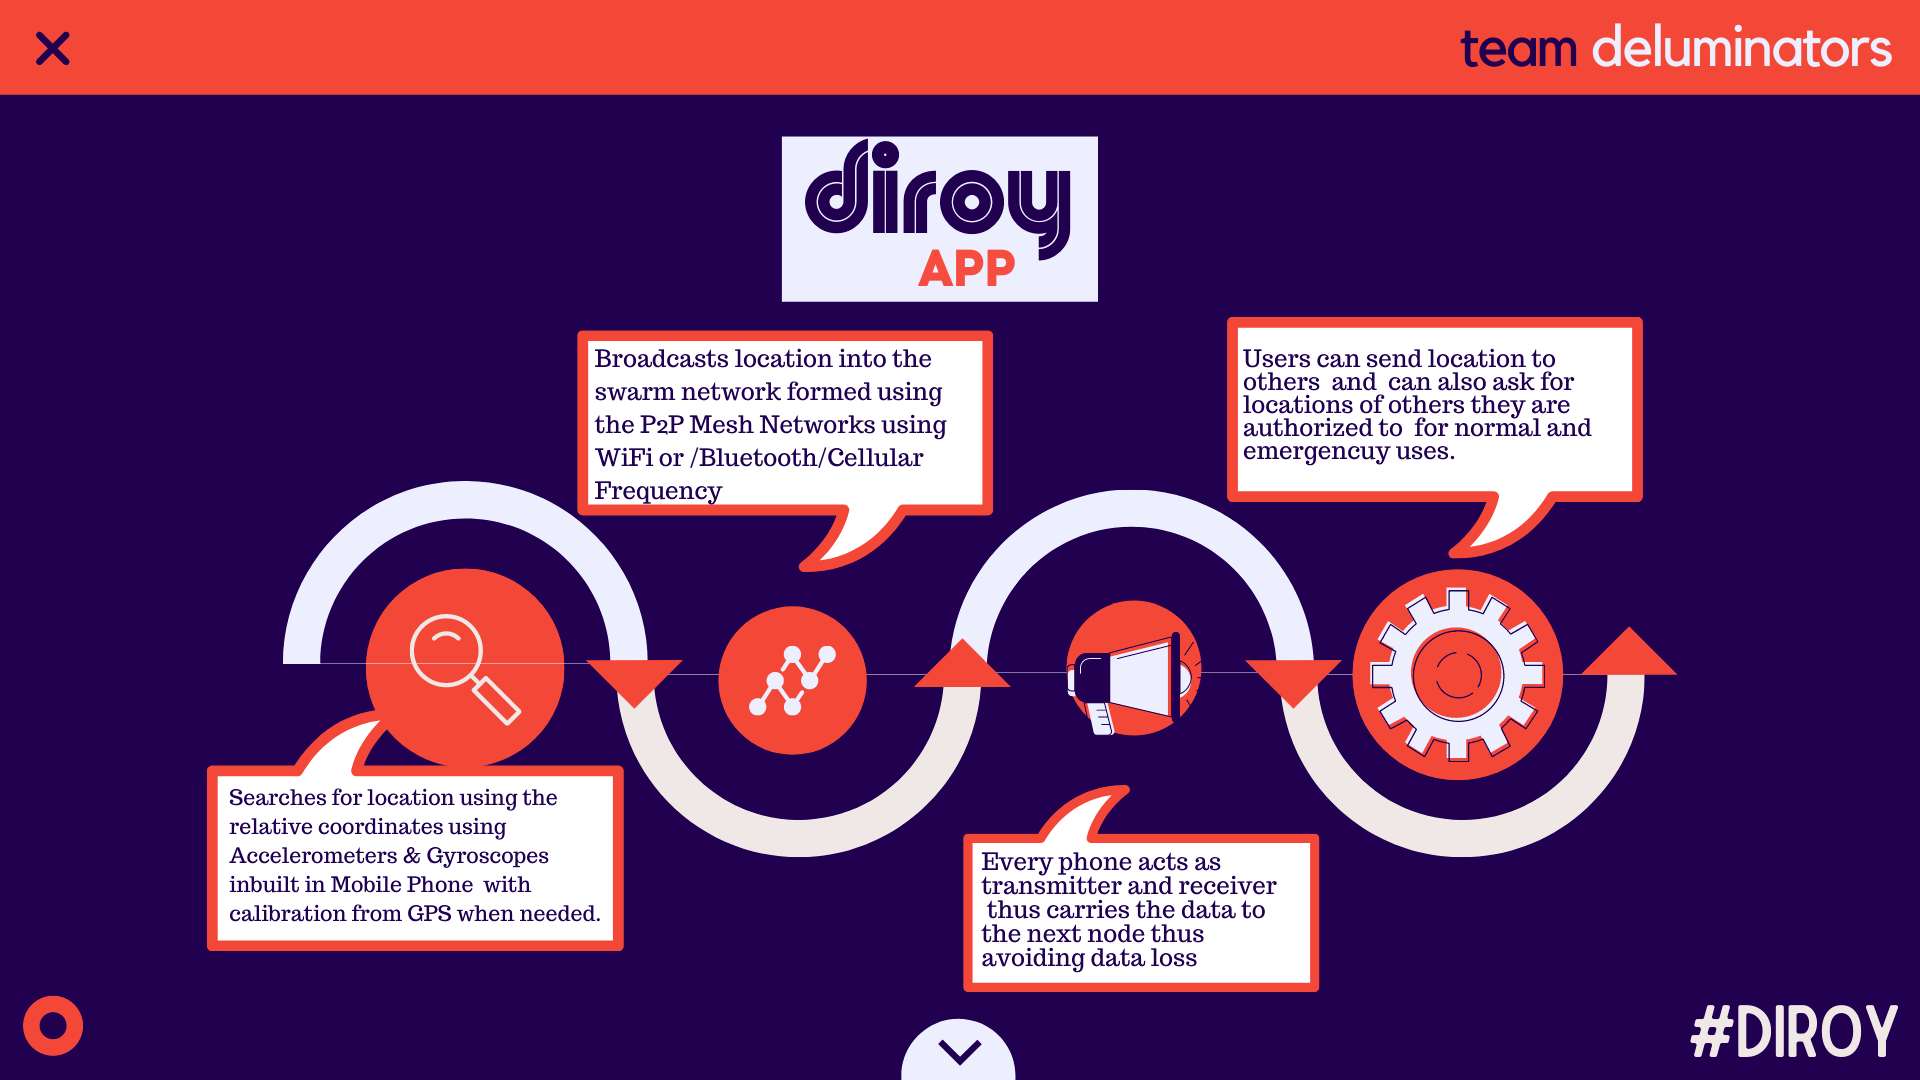 team deluminators
diroy
APP
Broadcasts location into the
swarm network formed using
the P2P Mesh Networks using
WiFi or /Bluetooth/Cellular
Frequency
Users can send location to
others and can also ask for
locations of others they are
authorized to for normal and
emergencuy uses.
Searches for location using the
relative coordinates using
Accelerometers & Gyroscopes
inbuilt in Mobile Phone with
calibration from GPS when needed.
Every phone acts as
transmitter and receiver
thus carries the data to
the next node thus
avoiding data loss
#DIROY